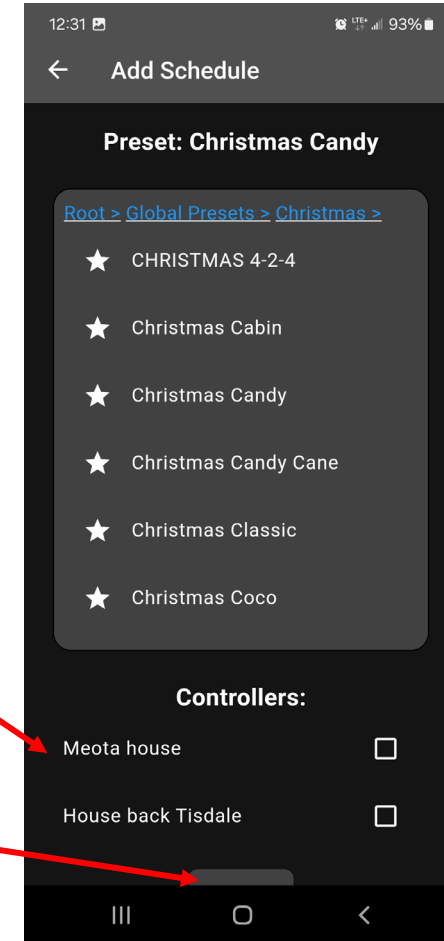 12:31
LTE+ 93%
Add Schedule
Preset: Christmas Candy
Root > Global Presets > Christmas >
CHRISTMAS 4-2-4
Christmas Cabin
Christmas Candy
Christmas Candy Cane
Christmas Classic
Christmas Coco
Controllers:
Meota house
House back Tisdale